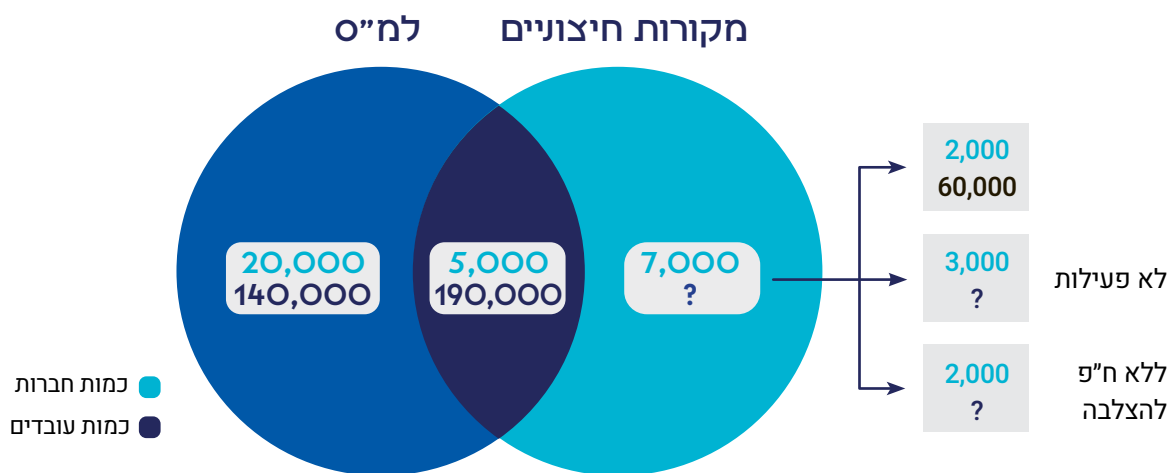 מקורות חיצוניים
למ"ס
2,000
60,000
7,000
?
5,000
190,000
20,000
140,000
3,000
?
לא פעילות
2,000
?
ללא ח"פ
להצלבה
כמות חברות
כמות עובדים